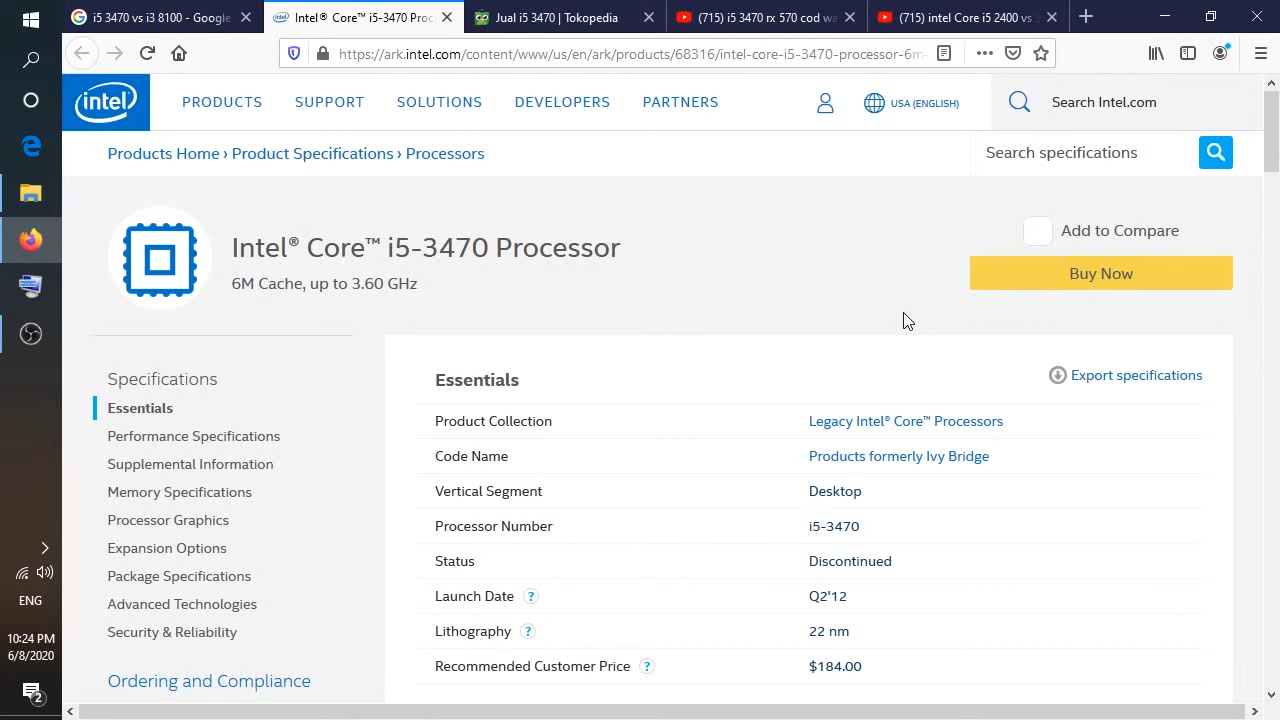 i5 3470 vs i3 8100 - Google
Intel® Core™ i5-3470 Proc
Jual i5 3470 | Tokopedia
(715) i5 3470 rx 570 cod wa
(715) intel Core i5 2400 vs 3
https://ark.intel.com/content/www/us/en/ark/products/68316/intel-core-i5-3470-processor-6m-
intel
PRODUCTS
SUPPORT
SOLUTIONS
DEVELOPERS
PARTNERS
USA (ENGLISH)
Search Intel.com
Products Home › Product Specifications › Processors
Search specifications
Intel® Core™ i5-3470 Processor
6M Cache, up to 3.60 GHz
Add to Compare
Buy Now
Specifications
Essentials
Performance Specifications
Supplemental Information
Memory Specifications
Processor Graphics
Expansion Options
Package Specifications
Advanced Technologies
Security & Reliability
Ordering and Compliance
Essentials
Export specifications
Product Collection Legacy Intel® Core™ Processors
Code Name Products formerly Ivy Bridge
Vertical Segment Desktop
Processor Number i5-3470
Status Discontinued
Launch Date ? Q2'12
Lithography ? 22 nm
Recommended Customer Price ? $184.00
ENG
10:24 PM
6/8/2020
2